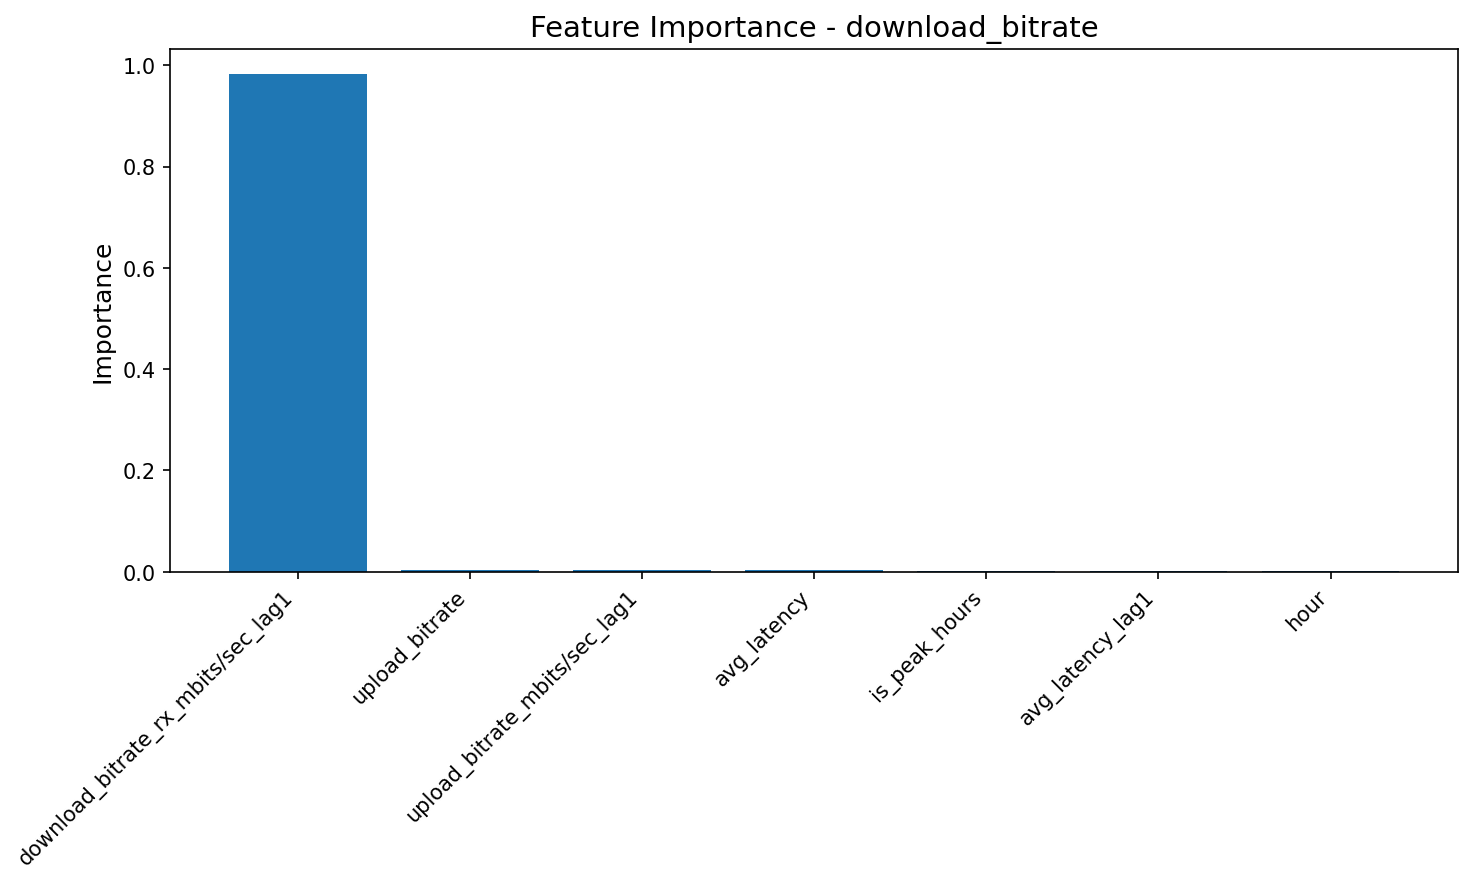 Feature Importance - download_bitrate
Importance
1.0
0.8
0.6
0.4
0.2
0.0
download_bitrate_rx_mbits/sec_lag1
upload_bitrate
upload_bitrate_mbits/sec_lag1
avg_latency
is_peak_hours
avg_latency_lag1
hour